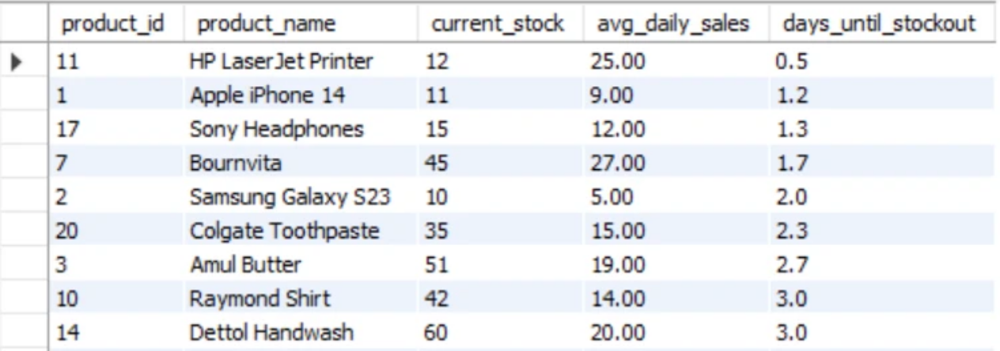 product_id product_name current_stock avg_daily_sales days_until_stockout
11 HP LaserJet Printer 12 25.00 0.5
1 Apple iPhone 14 11 9.00 1.2
17 Sony Headphones 15 12.00 1.3
7 Bournvita 45 27.00 1.7
2 Samsung Galaxy S23 10 5.00 2.0
20 Colgate Toothpaste 35 15.00 2.3
3 Amul Butter 51 19.00 2.7
10 Raymond Shirt 42 14.00 3.0
14 Dettol Handwash 60 20.00 3.0